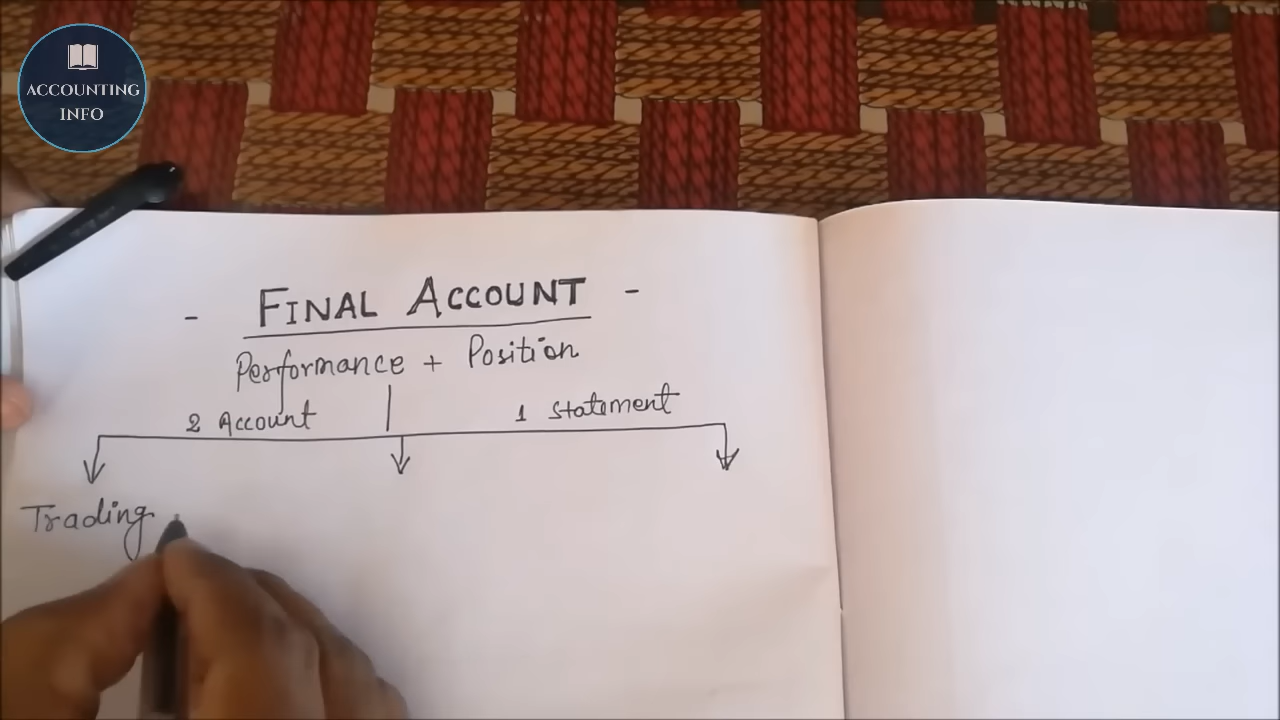 ACCOUNTING
INFO
- FINAL ACCOUNT -
Performance + Position
2 Account 1 Statement
Trading